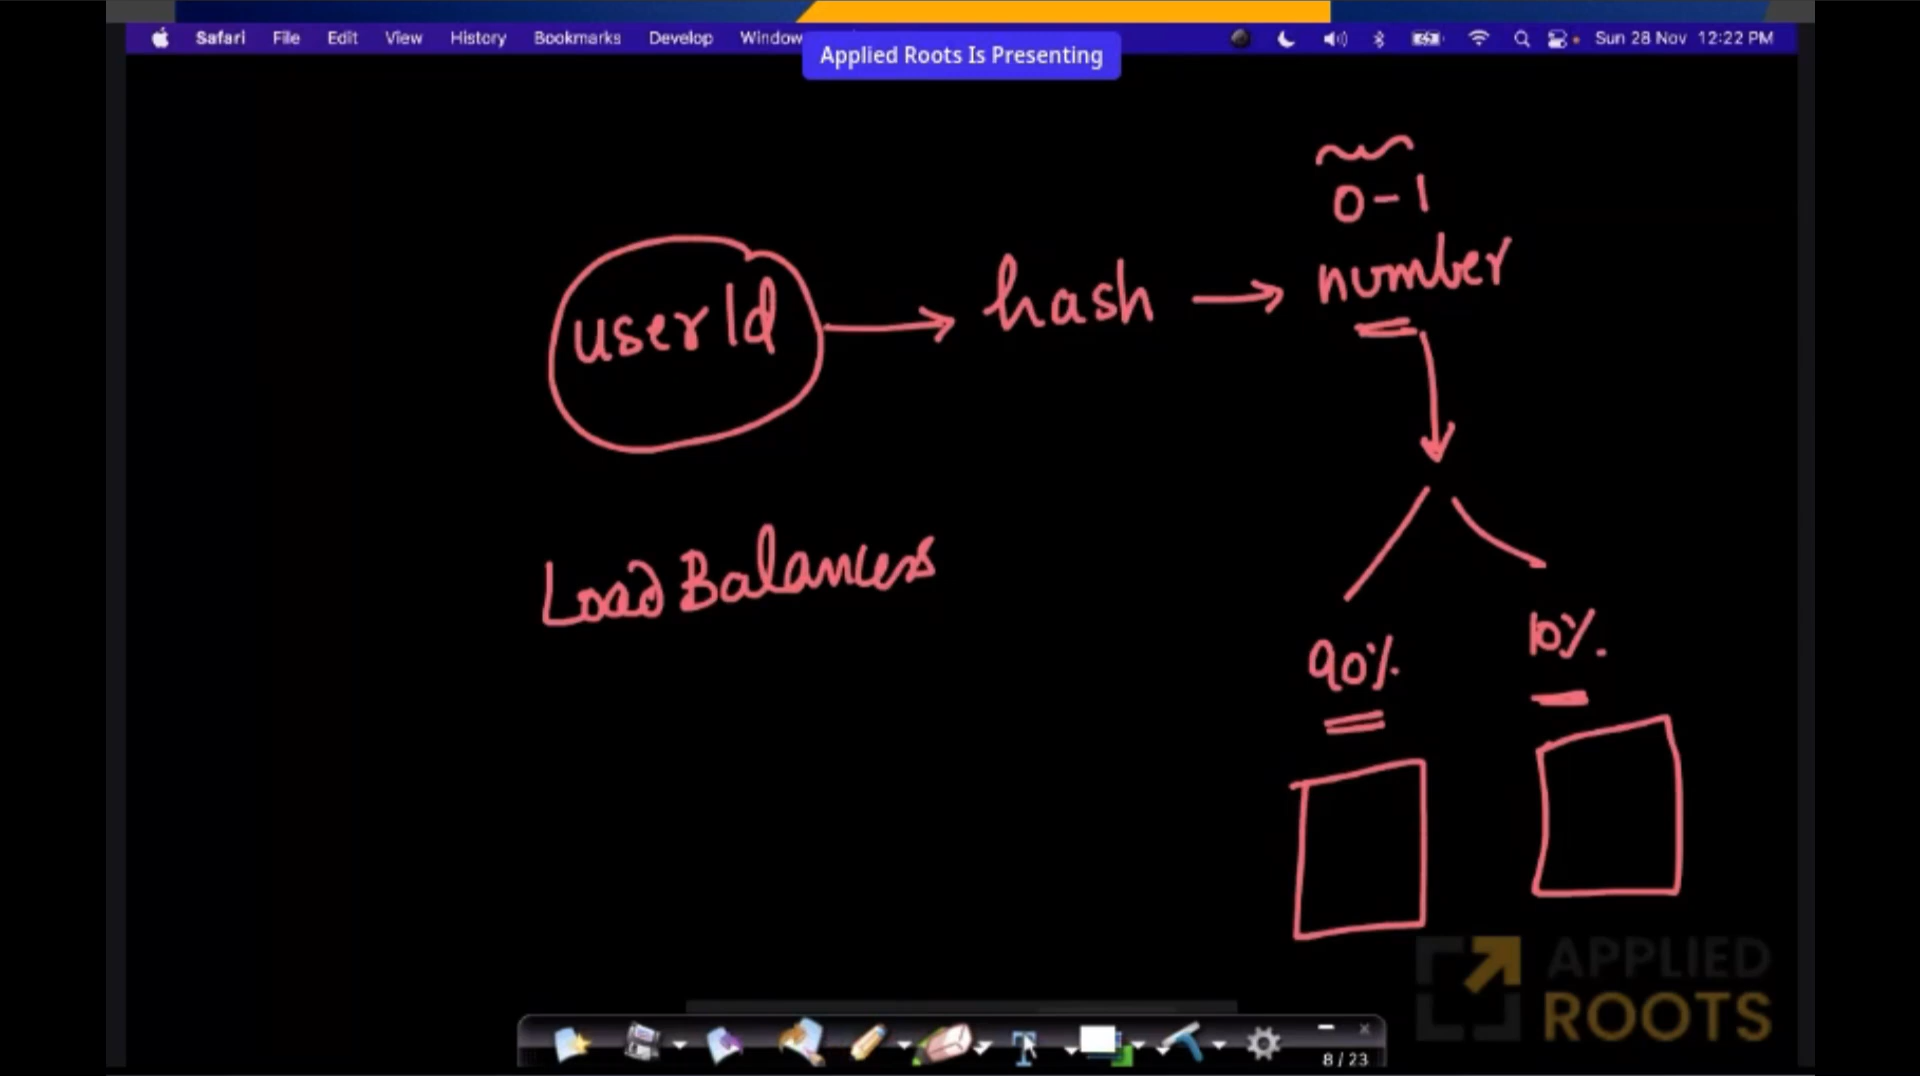 Safari File Edit View History Bookmarks Develop Window
Sun 28 Nov 12:22 PM
Applied Roots Is Presenting
0-1
userId → hash → number
Load Balancers
90%
10%.
APPLIED
ROOTS
8 / 23